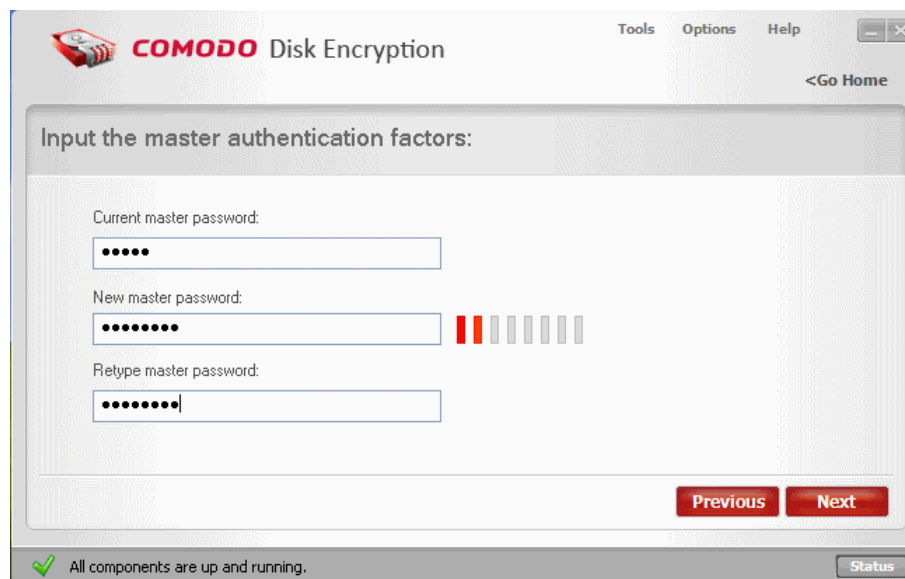 COMODO Disk Encryption
Tools Options Help
<Go Home
Input the master authentication factors:
Current master password:
•••••
New master password:
••••••••
Retype master password:
••••••••
Previous Next
All components are up and running.
Status